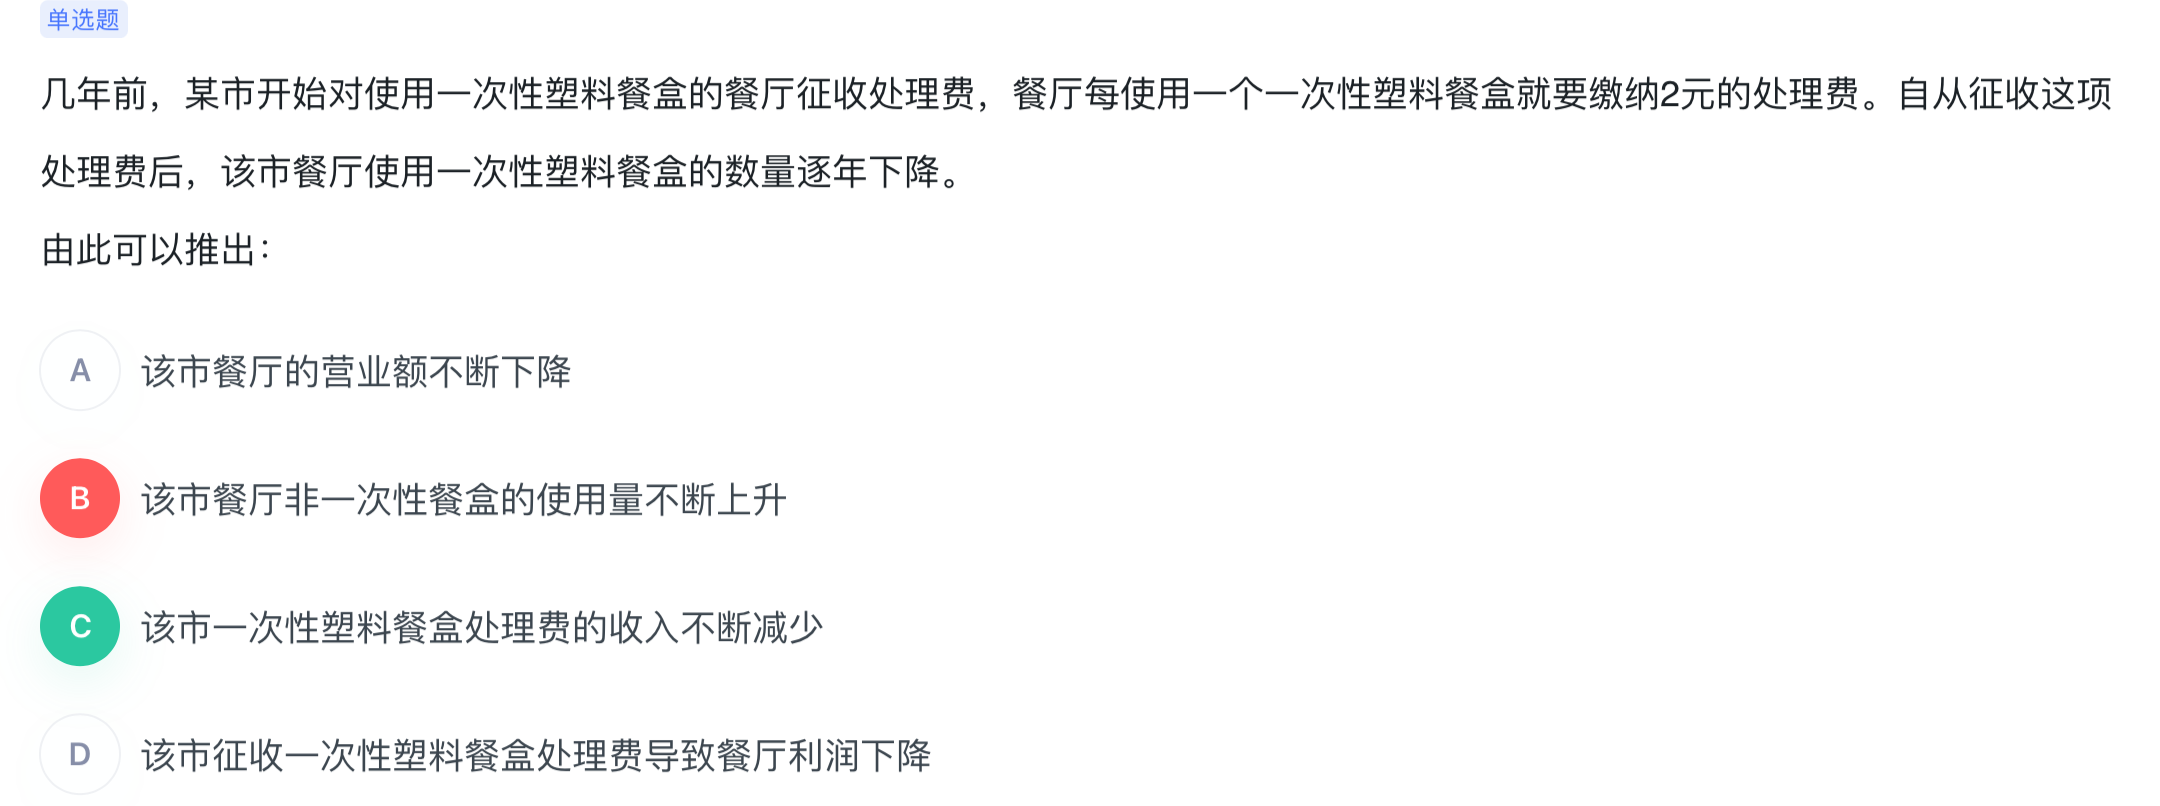 单选题
几年前，某市开始对使用一次性塑料餐盒的餐厅征收处理费，餐厅每使用一个一次性塑料餐盒就要缴纳2元的处理费。自从征收这项
处理费后，该市餐厅使用一次性塑料餐盒的数量逐年下降。
由此可以推出：
A 该市餐厅的营业额不断下降
B 该市餐厅非一次性餐盒的使用量不断上升
C 该市一次性塑料餐盒处理费的收入不断减少
D 该市征收一次性塑料餐盒处理费导致餐厅利润下降